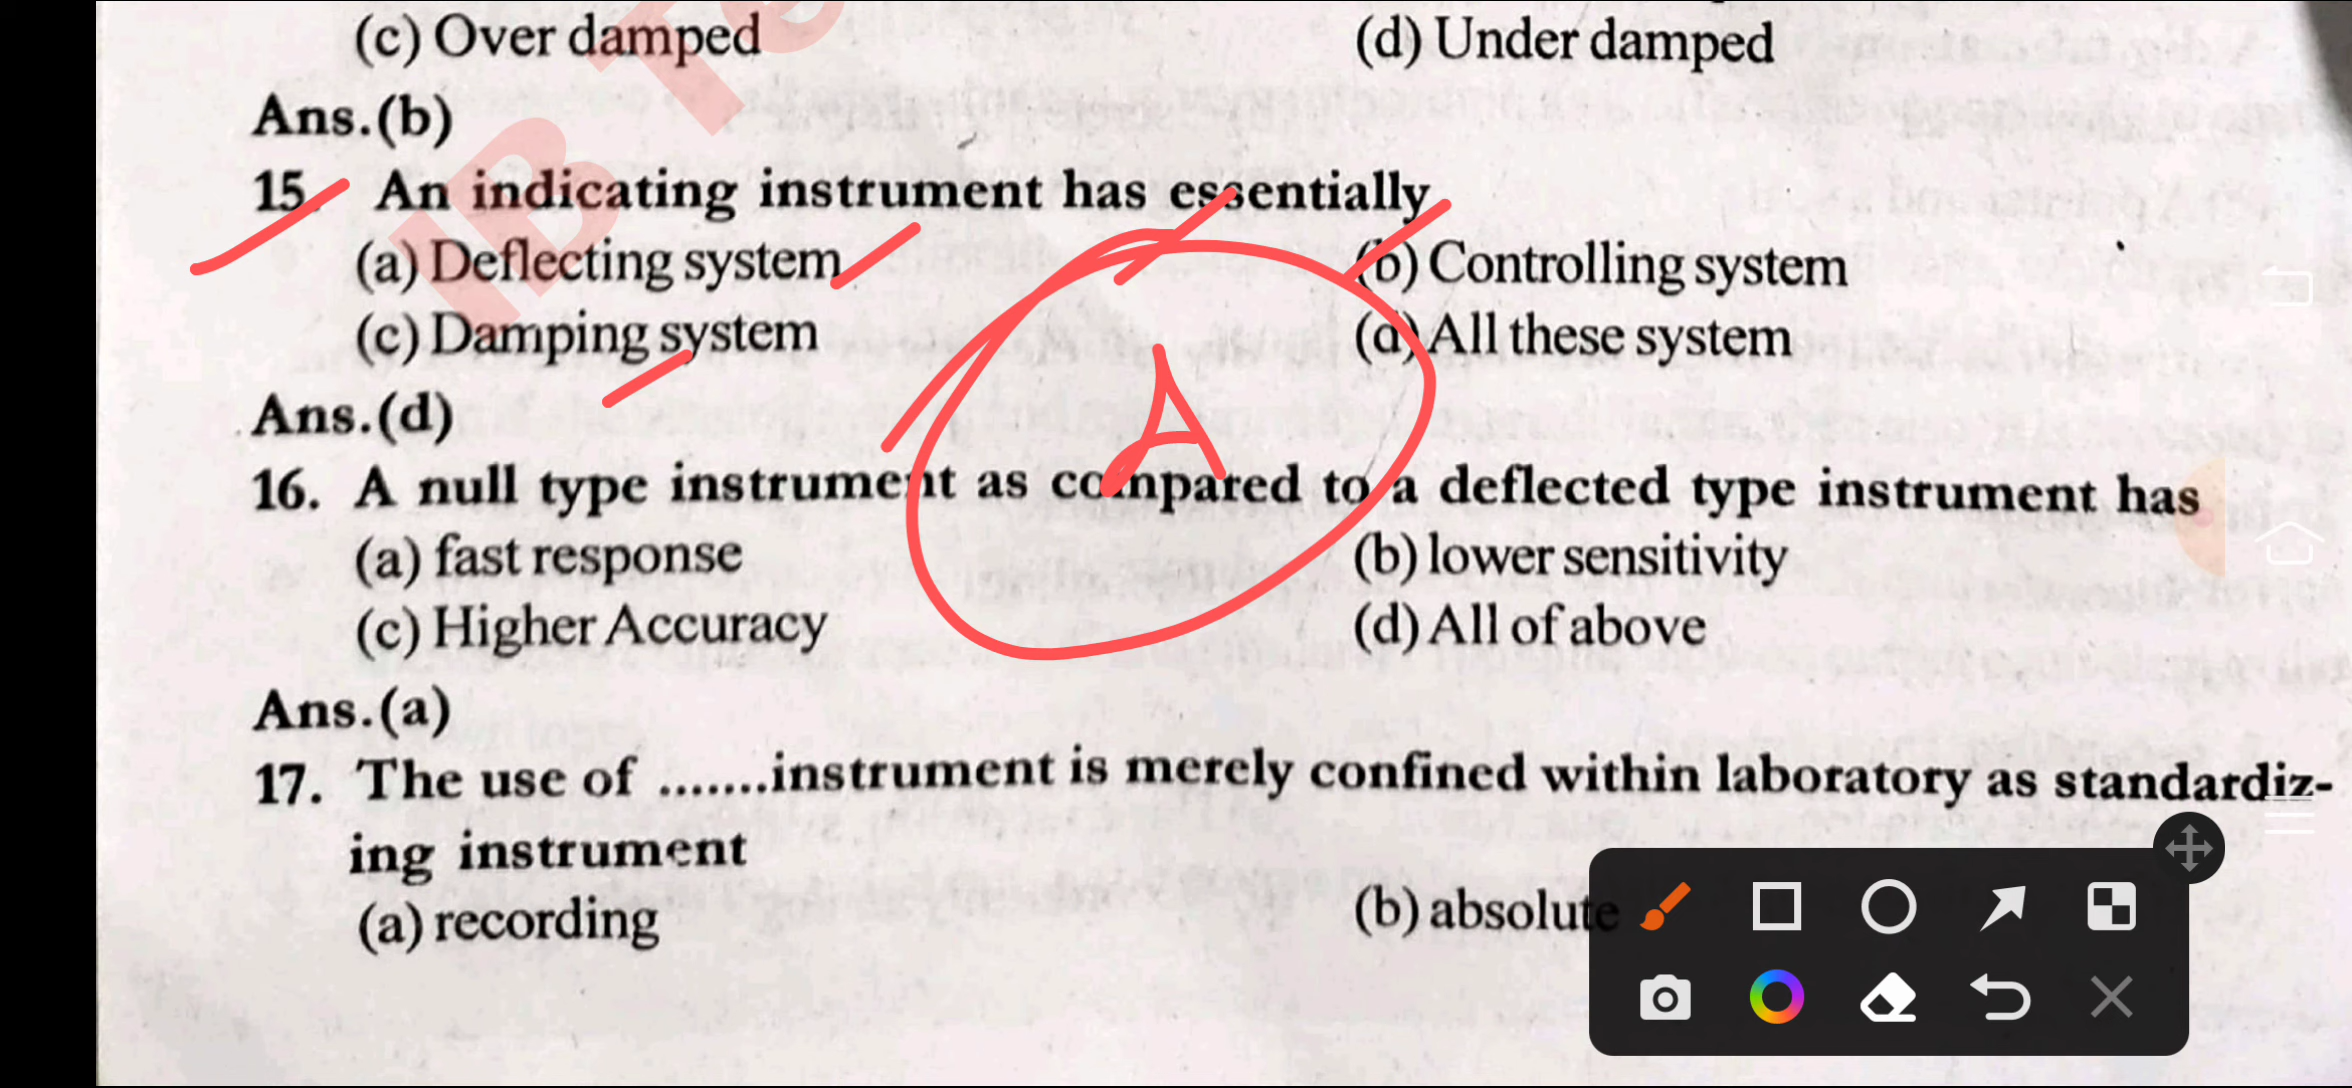 (c) Over damped (d) Under damped
Ans.(b)
15. An indicating instrument has essentially
(a) Deflecting system (b) Controlling system
(c) Damping system (d) All these system
Ans.(d)
16. A null type instrument as compared to a deflected type instrument has
(a) fast response (b) lower sensitivity
(c) Higher Accuracy (d) All of above
Ans.(a)
17. The use of .......instrument is merely confined within laboratory as standardiz-
ing instrument
(a) recording (b) absolute
IB Te
A